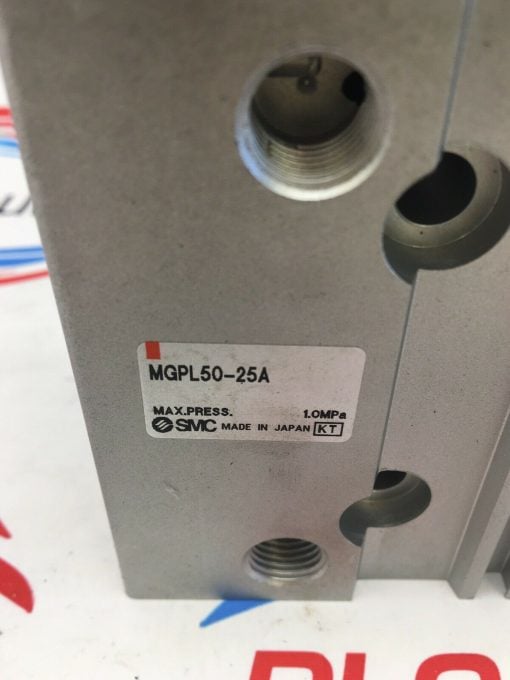 MGPL50-25A
MAX.PRESS. 1.0MPa
SMC MADE IN JAPAN KT